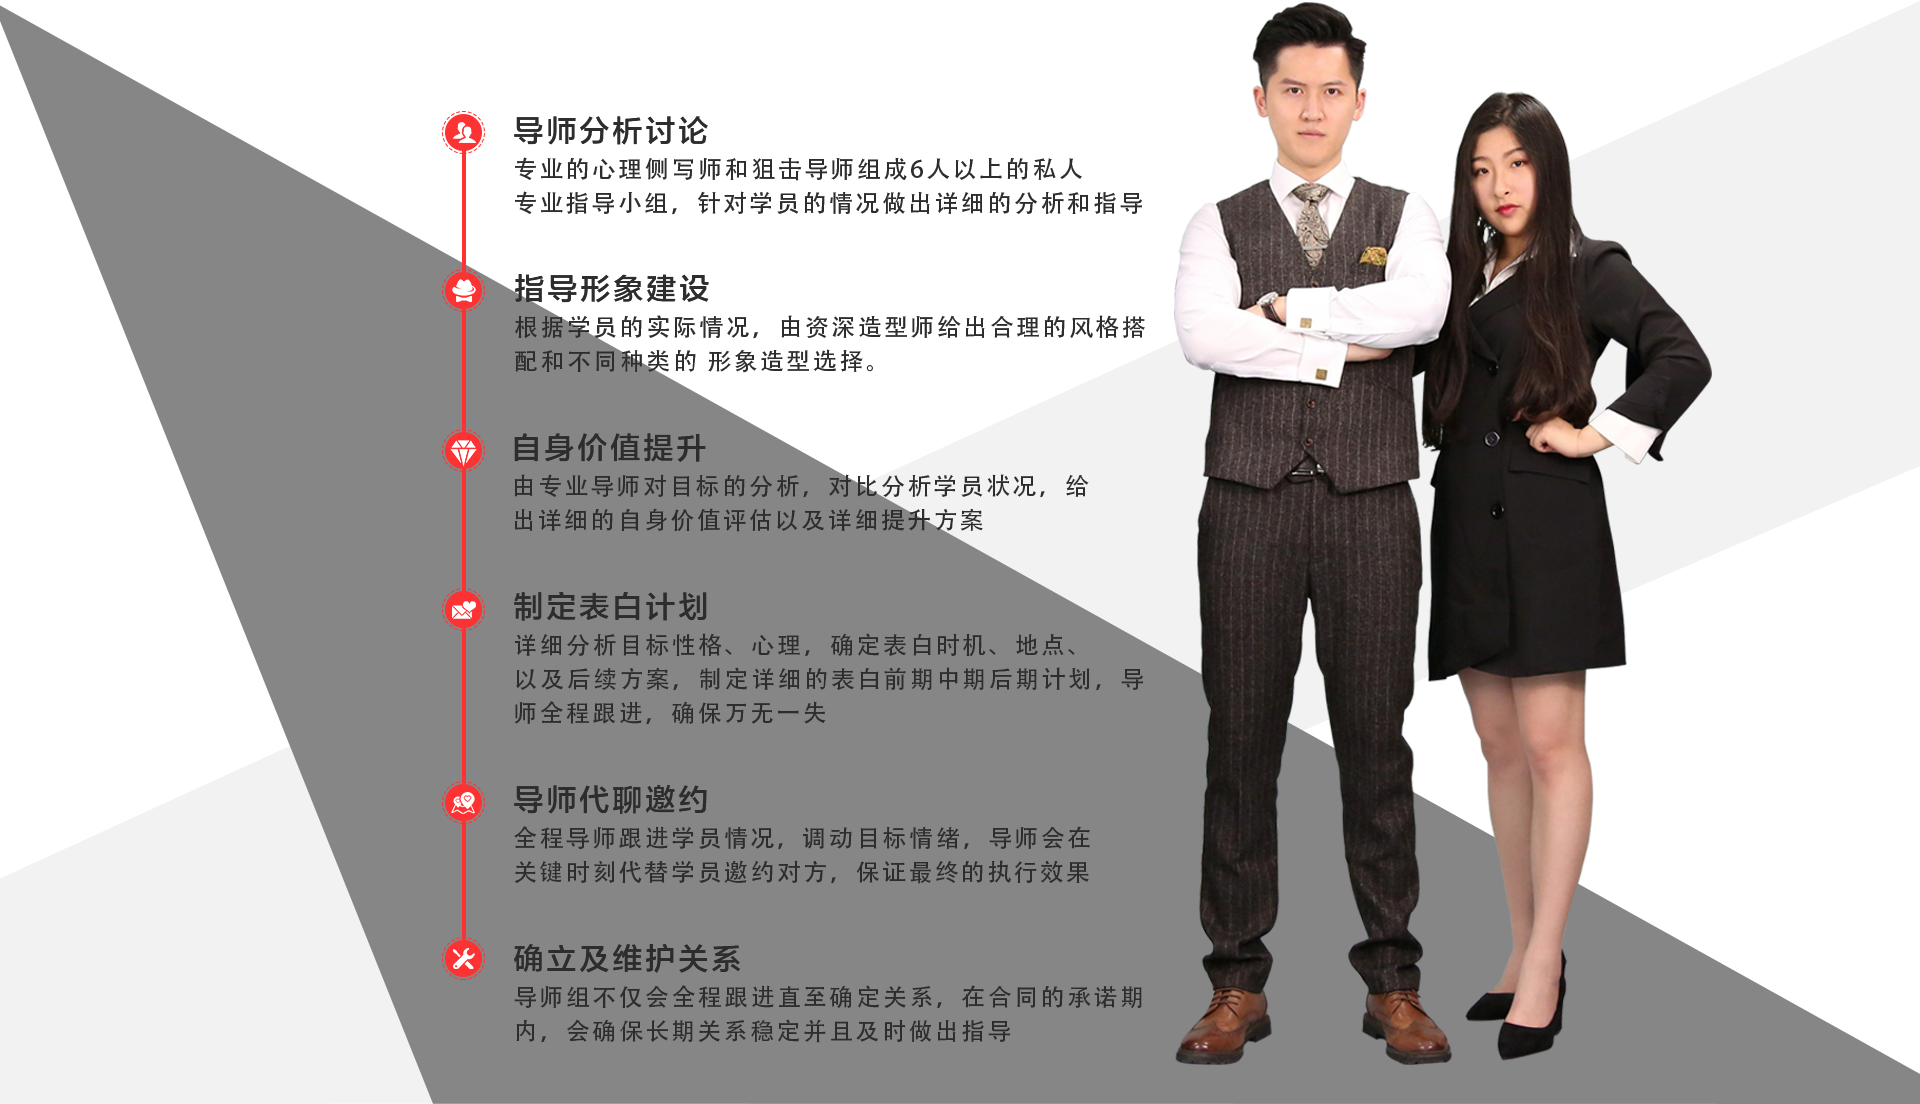 导师分析讨论
专业的心理侧写师和狙击导师组成6人以上的私人
专业指导小组，针对学员的情况做出详细的分析和指导
指导形象建设
根据学员的实际情况，由资深造型师给出合理的风格搭
配和不同种类的 形象造型选择。
自身价值提升
由专业导师对目标的分析，对比分析学员状况，给
出详细的自身价值评估以及详细提升方案
制定表白计划
详细分析目标性格、心理，确定表白时机、地点、
以及后续方案，制定详细的表白前期中期后期计划，导
师全程跟进，确保万无一失
导师代聊邀约
全程导师跟进学员情况，调动目标情绪，导师会在
关键时刻代替学员邀约对方，保证最终的执行效果
确立及维护关系
导师组不仅会全程跟进直至确定关系，在合同的承诺期
内，会确保长期关系稳定并且及时做出指导